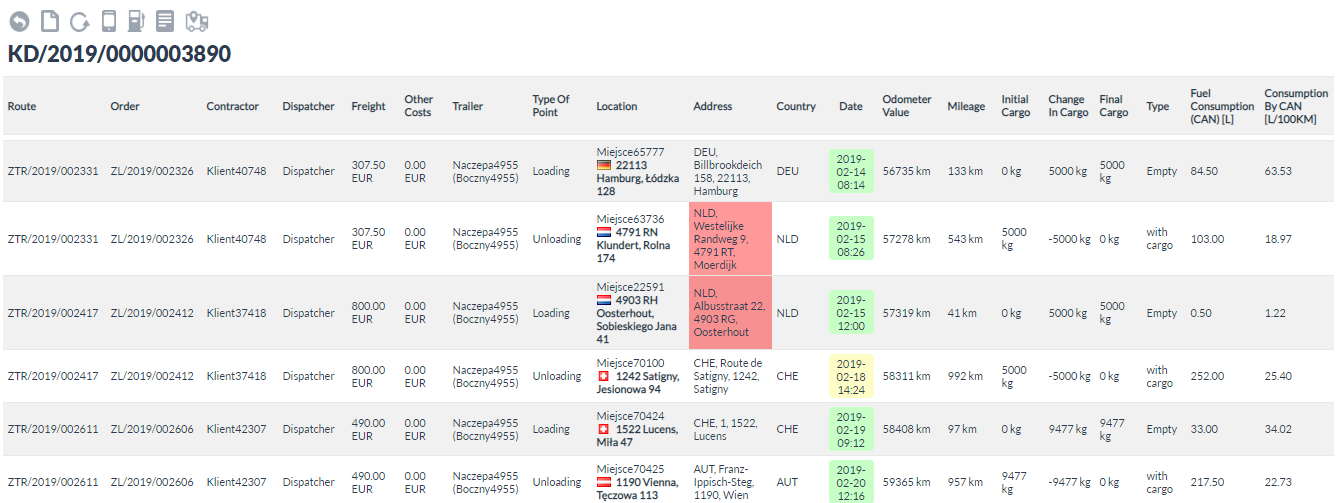 KD/2019/0000003890
Route Order Contractor Dispatcher Freight Other Costs Trailer Type Of Point Location Address Country Date Odometer Value Mileage Initial Cargo Change In Cargo Final Cargo Type Fuel Consumption (CAN) [L] Consumption By CAN [L/100KM]
ZTR/2019/002331 ZL/2019/002326 Klient40748 Dispatcher 307.50 EUR 0.00 EUR Naczepa4955 (Boczny4955) Loading Miejsce65777 22113 Hamburg, Łódzka 128 DEU, Billbrookdeich 158, 22113, Hamburg DEU 2019-02-14 08:14 56735 km 133 km 0 kg 5000 kg 5000 kg Empty 84.50 63.53
ZTR/2019/002331 ZL/2019/002326 Klient40748 Dispatcher 307.50 EUR 0.00 EUR Naczepa4955 (Boczny4955) Unloading Miejsce63736 4791 RN Klundert, Rolna 174 NLD, Westelijke Randweg 9, 4791 RT, Moerdijk NLD 2019-02-15 08:26 57278 km 543 km 5000 kg -5000 kg 0 kg with cargo 103.00 18.97
ZTR/2019/002417 ZL/2019/002412 Klient37418 Dispatcher 800.00 EUR 0.00 EUR Naczepa4955 (Boczny4955) Loading Miejsce22591 4903 RH Oosterhout, Sobieskiego Jana 41 NLD, Albusstraat 22, 4903 RG, Oosterhout NLD 2019-02-15 12:00 57319 km 41 km 0 kg 5000 kg 5000 kg Empty 0.50 1.22
ZTR/2019/002417 ZL/2019/002412 Klient37418 Dispatcher 800.00 EUR 0.00 EUR Naczepa4955 (Boczny4955) Unloading Miejsce70100 1242 Satigny, Jesionowa 94 CHE, Route de Satigny, 1242, Satigny CHE 2019-02-18 14:24 58311 km 992 km 5000 kg -5000 kg 0 kg with cargo 252.00 25.40
ZTR/2019/002611 ZL/2019/002606 Klient42307 Dispatcher 490.00 EUR 0.00 EUR Naczepa4955 (Boczny4955) Loading Miejsce70424 1522 Lucens, Miła 47 CHE, 1, 1522, Lucens CHE 2019-02-19 09:12 58408 km 97 km 0 kg 9477 kg 9477 kg Empty 33.00 34.02
ZTR/2019/002611 ZL/2019/002606 Klient42307 Dispatcher 490.00 EUR 0.00 EUR Naczepa4955 (Boczny4955) Unloading Miejsce70425 1190 Vienna, Tęczowa 113 AUT, Franz-Ippisch-Steg, 1190, Wien AUT 2019-02-20 12:16 59365 km 957 km 9477 kg -9477 kg 0 kg with cargo 217.50 22.73